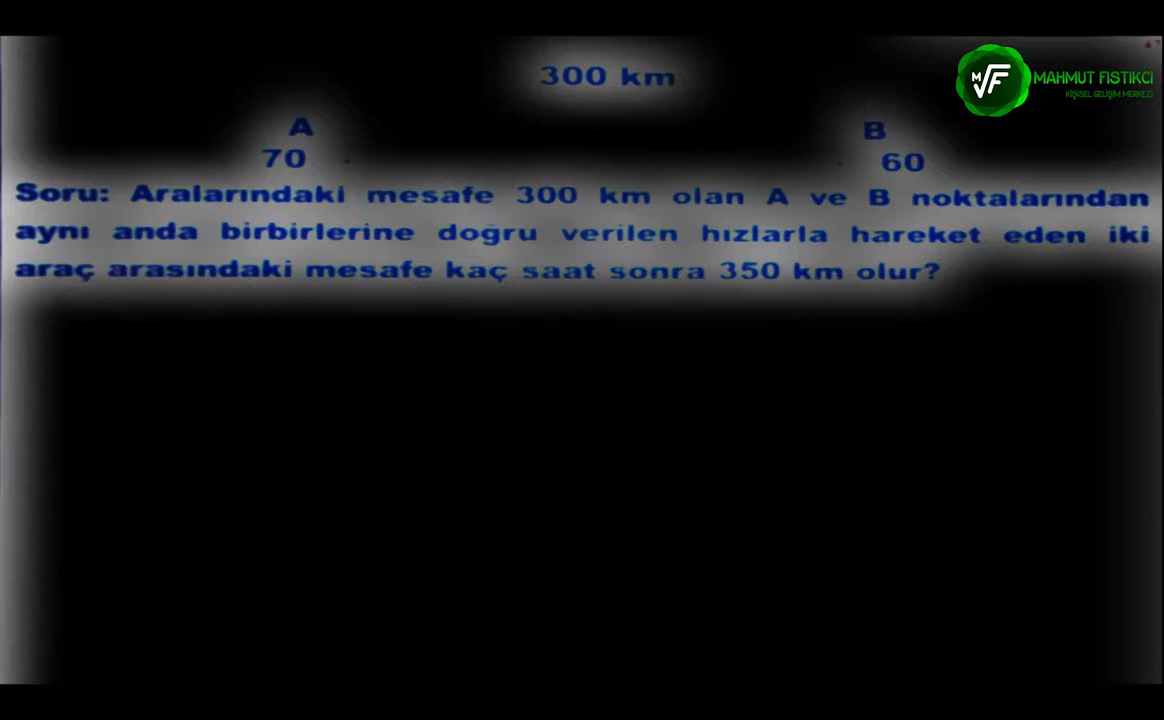 300 km
MAHMUT FISTIKCI
KİŞİSEL GELİŞİM MERKEZİ
A
B
70
60
Soru: Aralarındaki mesafe 300 km olan A ve B noktalarından
aynı anda birbirlerine doğru verilen hızlarla hareket eden iki
araç arasındaki mesafe kaç saat sonra 350 km olur?